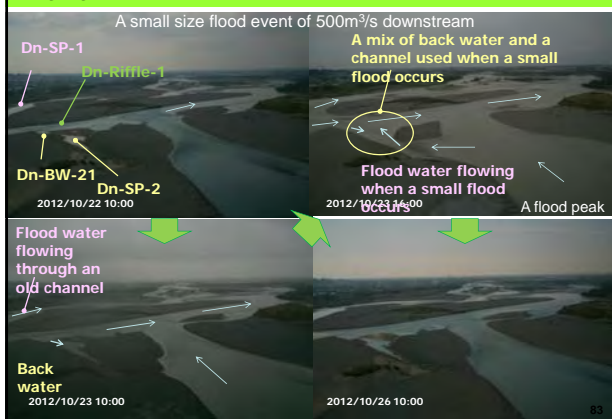 A small size flood event of 500m³/s downstream
Dn-SP-1
Dn-Riffle-1
Dn-BW-21
Dn-SP-2
2012/10/22 10:00
A mix of back water and a
channel used when a small
flood occurs
Flood water flowing
when a small flood
occurs
2012/10/23 16:00
A flood peak
Flood water
flowing
through an
old channel
Back
water
2012/10/23 10:00
2012/10/26 10:00
83